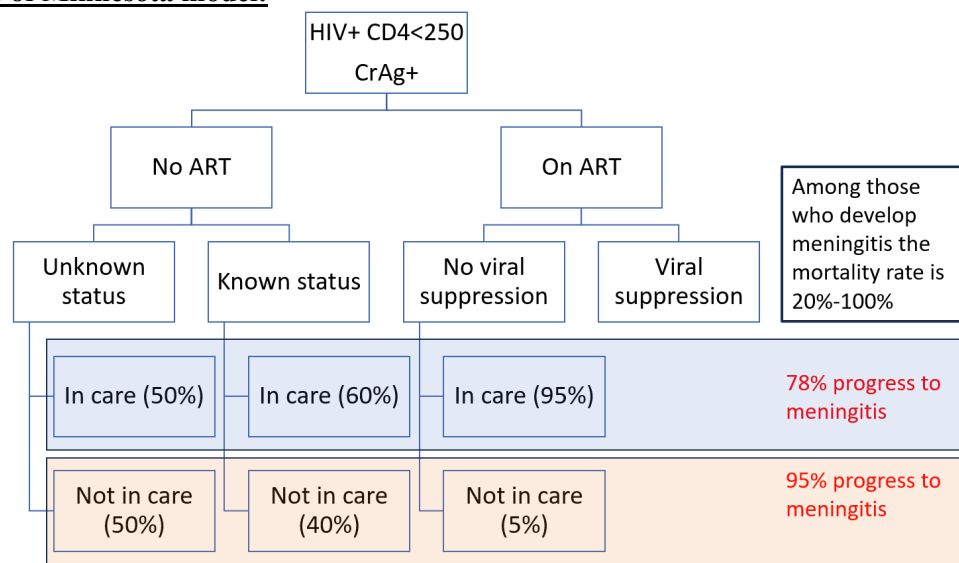 of Minnesota model:
HIV+ CD4<250
CrAg+
No ART
On ART
Among those
who develop
meningitis the
mortality rate is
20%-100%
Unknown
status
Known status
No viral
suppression
Viral
suppression
In care (50%)
In care (60%)
In care (95%)
78% progress to
meningitis
Not in care
(50%)
Not in care
(40%)
Not in care
(5%)
95% progress to
meningitis